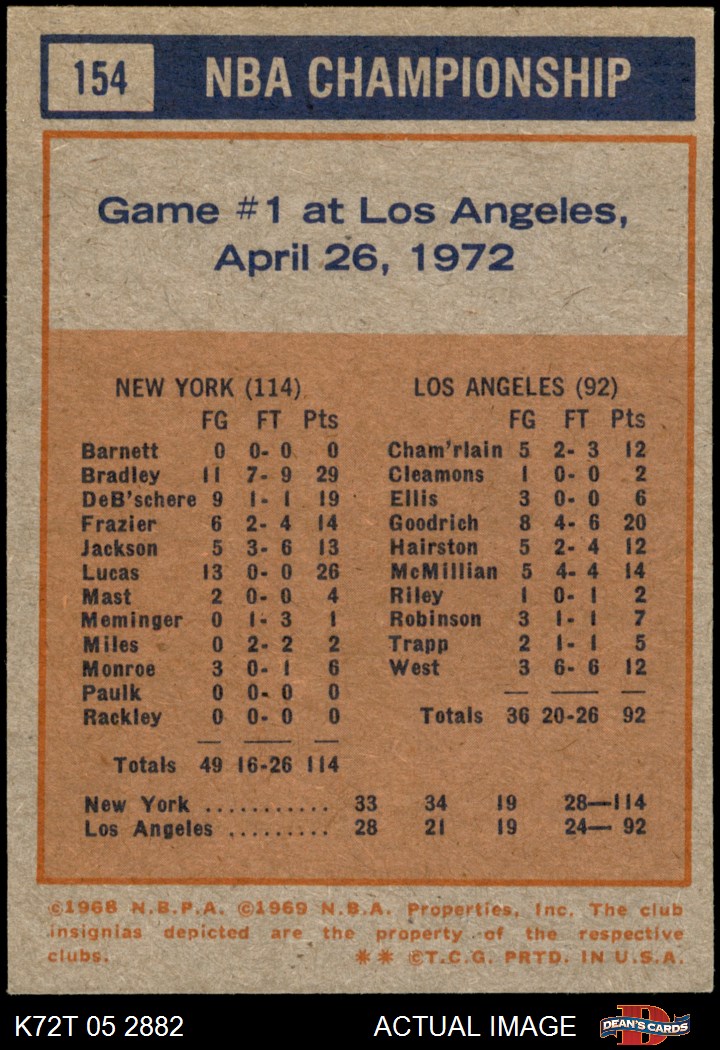 154 NBA CHAMPIONSHIP
Game #1 at Los Angeles,
April 26, 1972
NEW YORK (114)
FG FT Pts
Barnett 0 0- 0 0
Bradley 11 7- 9 29
DeB'schere 9 1- 1 19
Frazier 6 2- 4 14
Jackson 5 3- 6 13
Lucas 13 0- 0 26
Mast 2 0- 0 4
Meminger 0 1- 3 1
Miles 0 2- 2 2
Monroe 3 0- 1 6
Paulk 0 0- 0 0
Rackley 0 0- 0 0
Totals 49 16-26 114
LOS ANGELES (92)
FG FT Pts
Cham'rlain 5 2- 3 12
Cleamons 1 0- 0 2
Ellis 3 0- 0 6
Goodrich 8 4- 6 20
Hairston 5 2- 4 12
McMillian 5 4- 4 14
Riley 1 0- 1 2
Robinson 3 1- 1 7
Trapp 2 1- 1 5
West 3 6- 6 12
Totals 36 20-26 92
New York ........... 33 34 19 28—114
Los Angeles ......... 28 21 19 24— 92
©1968 N.B.P.A. ©1969 N.B.A. Properties, Inc. The club
insignias depicted are the property of the respective
clubs. ** ©T.C.G. PRTD. IN U.S.A.
K72T 05 2882 ACTUAL IMAGE DEAN'S CARDS